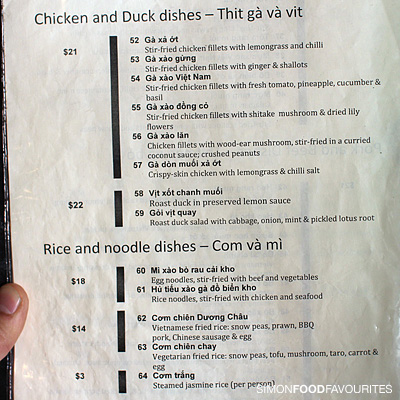 Chicken and Duck dishes – Thit gà và vit
$21
52 Gà xả ớt
Stir-fried chicken fillets with lemongrass and chilli
53 Gà xào gừng
Stir-fried chicken fillets with ginger & shallots
54 Gà xào Việt Nam
Stir-fried chicken fillets with fresh tomato, pineapple, cucumber &
basil
55 Gà xào đồng cỏ
Stir-fried chicken fillets with shitake mushroom & dried lily
flowers
56 Gà xào lăn
Chicken fillets with wood-ear mushroom, stir-fried in a curried
coconut sauce; crushed peanuts
57 Gà dòn muối xả ớt
Crispy-skin chicken with lemongrass & chilli salt
$22
58 Vịt xốt chanh muối
Roast duck in preserved lemon sauce
59 Gỏi vịt quay
Roast duck salad with cabbage, onion, mint & pickled lotus root
Rice and noodle dishes – Com và mì
$18
60 Mì xào bò rau cải kho
Egg noodles, stir-fried with beef and vegetables
61 Hủ tiếu xào gà đồ biển kho
Rice noodles, stir-fried with chicken and seafood
$14
62 Cơm chiên Dương Châu
Vietnamese fried rice: snow peas, prawn, BBQ
pork, Chinese sausage & egg
63 Cơm chiên chay
Vegetarian fried rice: snow peas, tofu, mushroom, taro, carrot &
egg
$3
64 Cơm trắng
Steamed jasmine rice (per person)
SIMONFOODFAVOURITES